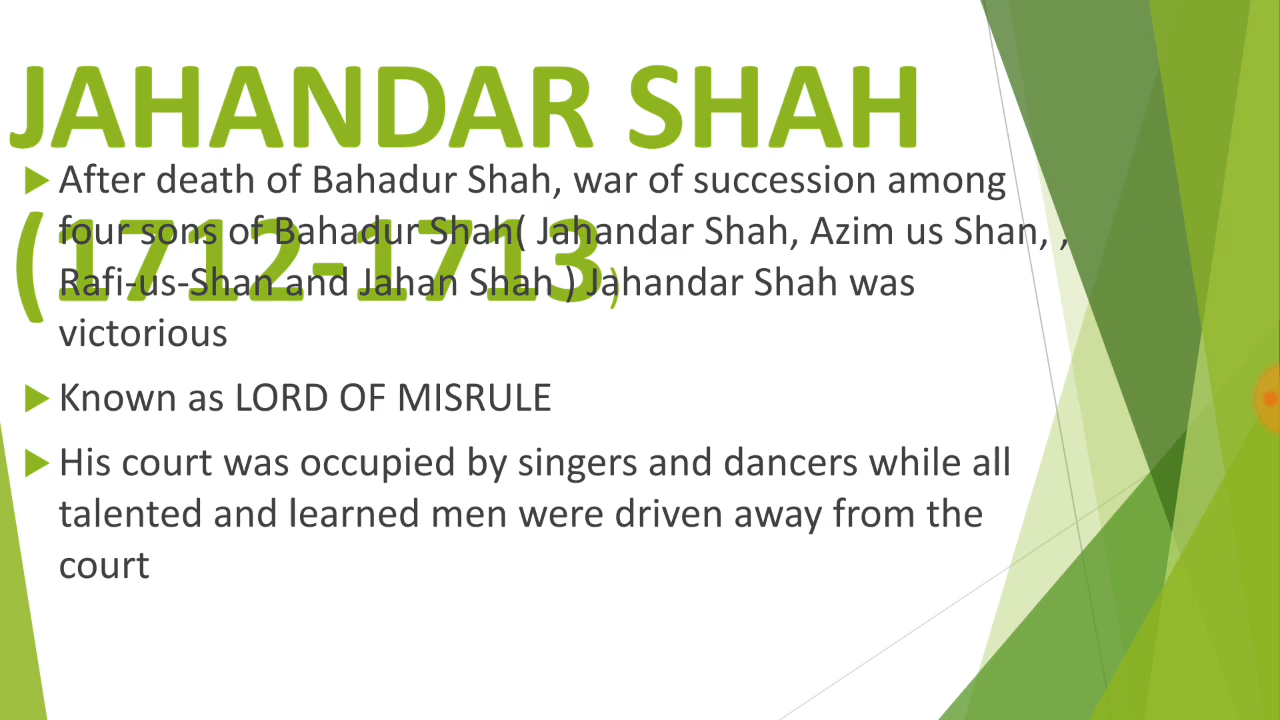 JAHANDAR SHAH
(1712-1713)
After death of Bahadur Shah, war of succession among
four sons of Bahadur Shah( Jahandar Shah, Azim us Shan, ,
Rafi-us-Shan and Jahan Shah ) Jahandar Shah was
victorious
Known as LORD OF MISRULE
His court was occupied by singers and dancers while all
talented and learned men were driven away from the
court